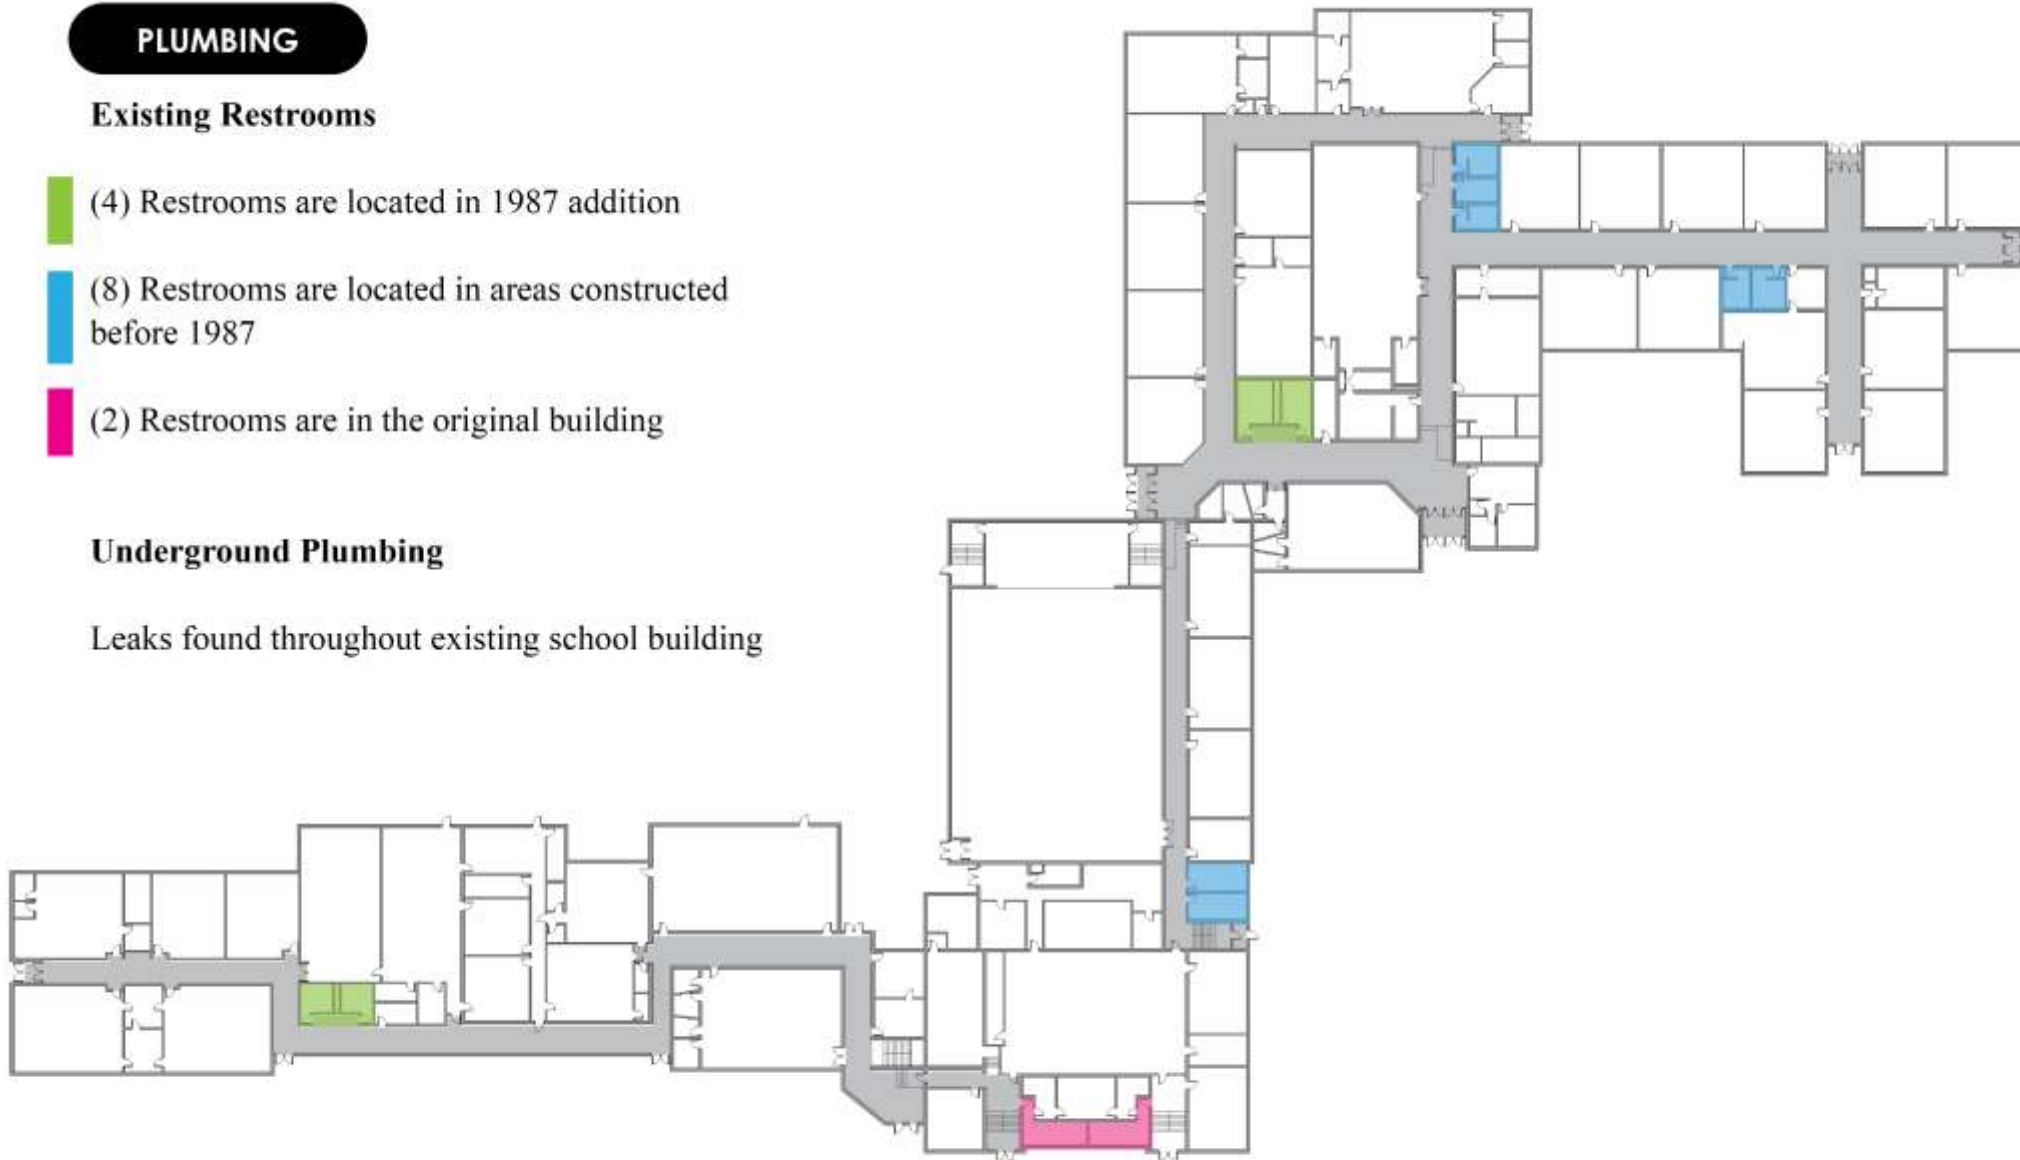 PLUMBING
Existing Restrooms
(4) Restrooms are located in 1987 addition
(8) Restrooms are located in areas constructed
before 1987
(2) Restrooms are in the original building
Underground Plumbing
Leaks found throughout existing school building